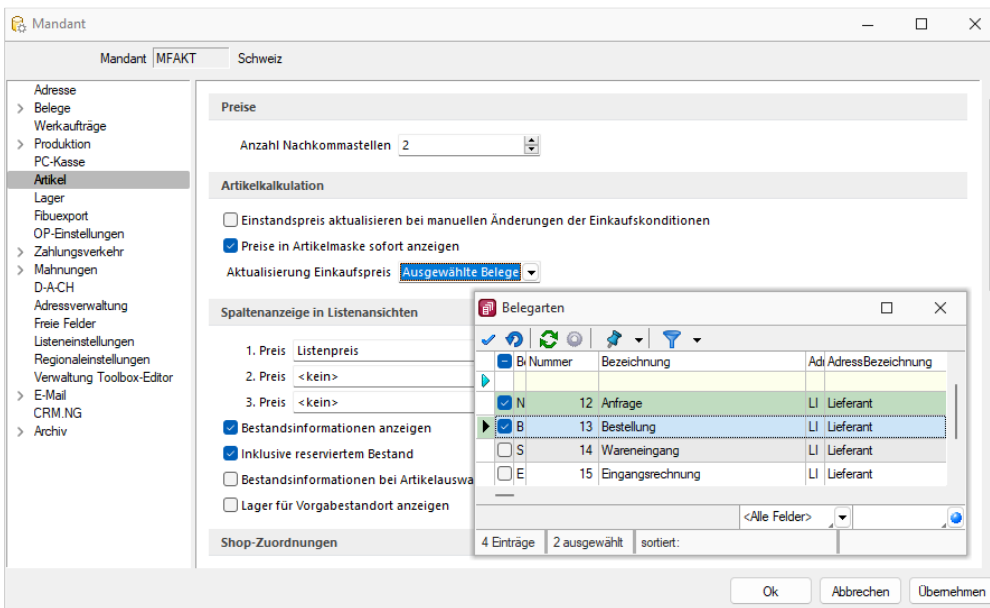 Mandant
Mandant MFAKT Schweiz
Adresse
Belege
Werkaufträge
Produktion
PC-Kasse
Artikel
Lager
Fibuexport
OP-Einstellungen
Zahlungsverkehr
Mahnungen
D-A-CH
Adressverwaltung
Freie Felder
Listeneinstellungen
Regionaleinstellungen
Verwaltung Toolbox-Editor
E-Mail
CRM.NG
Archiv
Preise
Anzahl Nachkommastellen 2
Artikelkalkulation
Einstandspreis aktualisieren bei manuellen Änderungen der Einkaufskonditionen
Preise in Artikelmaske sofort anzeigen
Aktualisierung Einkaufspreis Ausgewählte Belege
Spaltenanzeige in Listenansichten
1. Preis Listenpreis
2. Preis <kein>
3. Preis <kein>
Bestandsinformationen anzeigen
Inklusive reserviertem Bestand
Bestandsinformationen bei Artikelauswa
Lager für Vorgabestandort anzeigen
Shop-Zuordnungen
Belegarten
Be Nummer Bezeichnung Adr AdressBezeichnung
N 12 Anfrage LI Lieferant
B 13 Bestellung LI Lieferant
S 14 Wareneingang LI Lieferant
E 15 Eingangsrechnung LI Lieferant
<Alle Felder>
4 Einträge 2 ausgewählt sortiert:
Ok Abbrechen Übernehmen